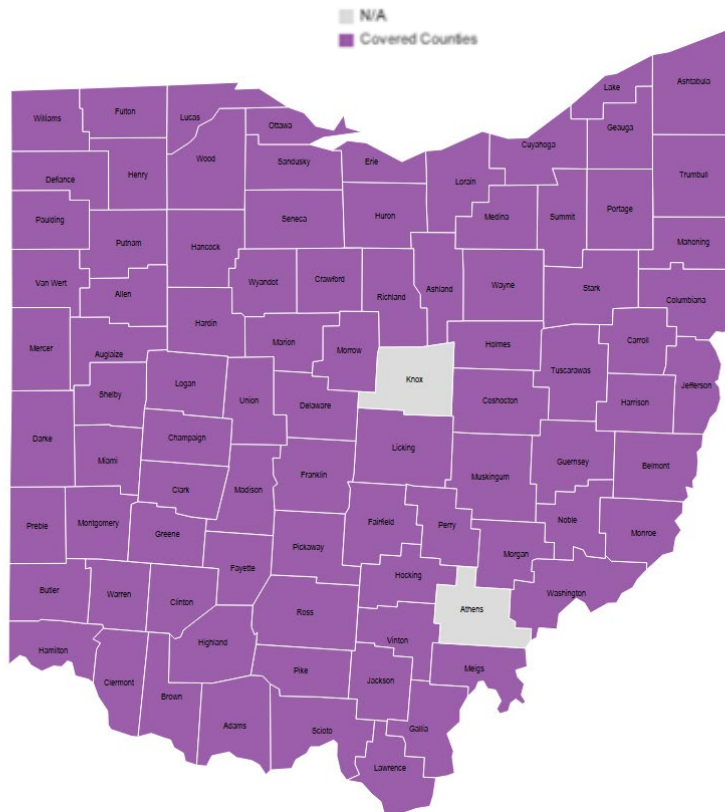 N/A
Covered Counties
Ashtabula
Lake
Geauga
Lucas
Fulton
Williams
Ottawa
Cuyahoga
Wood
Sandusky
Erie
Trumbull
Henry
Defiance
Lorain
Portage
Paulding
Huron
Medina
Summit
Seneca
Putnam
Hancock
Mahoning
Van Wert
Wyandot
Crawford
Ashland
Wayne
Stark
Allen
Richland
Columbiana
Hardin
Mercer
Marion
Holmes
Carroll
Morrow
Auglaize
Tuscarawas
Knox
Logan
Jefferson
Shelby
Union
Delaware
Coshocton
Harrison
Darke
Champaign
Licking
Miami
Guernsey
Belmont
Franklin
Muskingum
Clark
Madison
Noble
Fairfield
Montgomery
Perry
Preble
Greene
Monroe
Pickaway
Morgan
Fayette
Hocking
Butler
Warren
Washington
Clinton
Athens
Ross
Vinton
Highland
Hamilton
Meigs
Pike
Clermont
Jackson
Brown
Adams
Scioto
Gallia
Lawrence